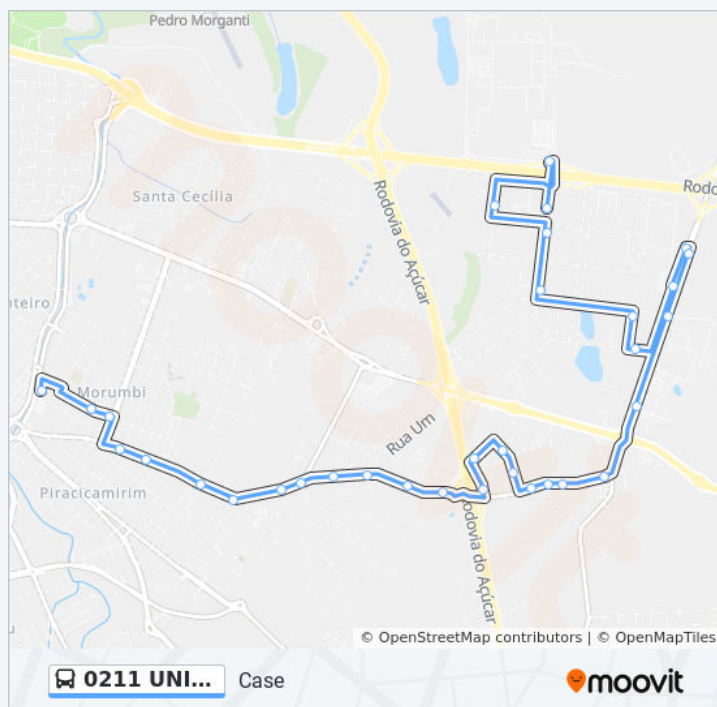 Pedro Morganti
Santa Cecília
Rodovia do Açúcar
Rodo
nteiro
Morumbi
Rua Um
Piracicamirim
Rodovia do Açúcar
u
© OpenStreetMap contributors | © OpenMapTiles
0211 UNI...
Case
moovit